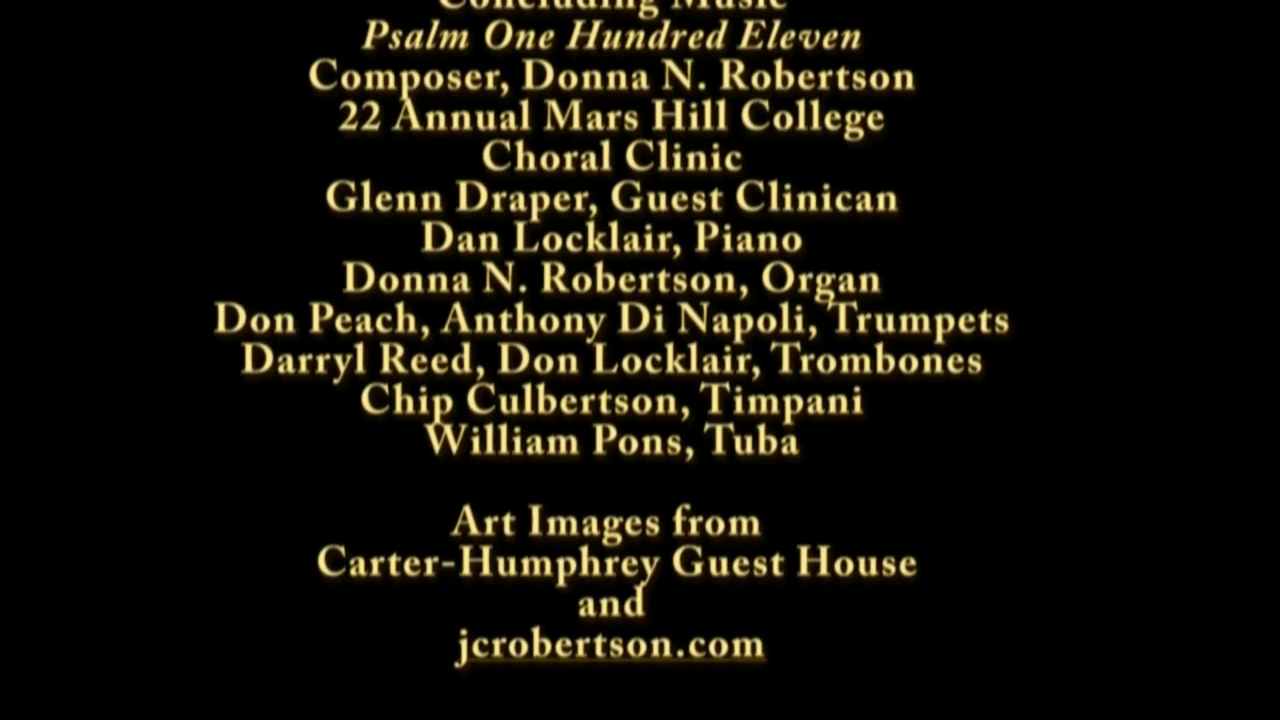 Concluding Music
Psalm One Hundred Eleven
Composer, Donna N. Robertson
22 Annual Mars Hill College
Choral Clinic
Glenn Draper, Guest Clinican
Dan Locklair, Piano
Donna N. Robertson, Organ
Don Peach, Anthony Di Napoli, Trumpets
Darryl Reed, Don Locklair, Trombones
Chip Culbertson, Timpani
William Pons, Tuba
Art Images from
Carter-Humphrey Guest House
and
jcrobertson.com